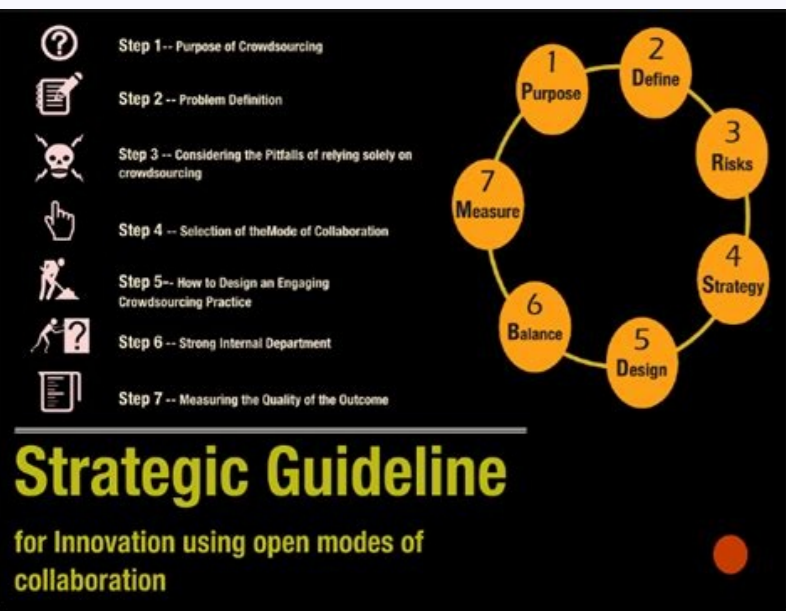 Step 1-- Purpose of Crowdsourcing
Step 2 -- Problem Definition
Step 3 -- Considering the Pitfalls of relying solely on
crowdsourcing
Step 4 -- Selection of theMode of Collaboration
Step 5-- How to Design an Engaging
Crowdsourcing Practice
Step 6 -- Strong Internal Department
Step 7 -- Measuring the Quality of the Outcome
1
Purpose
2
Define
3
Risks
4
Strategy
5
Design
6
Balance
7
Measure
?
?
Strategic Guideline
for Innovation using open modes of
collaboration